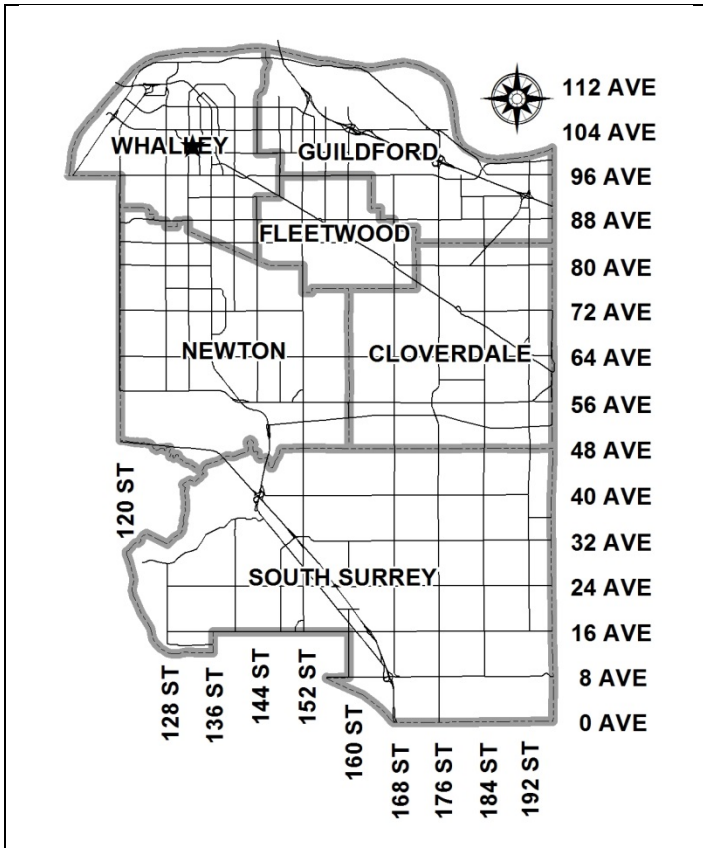 112 AVE
104 AVE
WHALLEY
GUILDFORD
96 AVE
88 AVE
FLEETWOOD
80 AVE
72 AVE
NEWTON
CLOVERDALE
64 AVE
56 AVE
48 AVE
120 ST
40 AVE
32 AVE
SOUTH SURREY
24 AVE
16 AVE
128 ST
136 ST
144 ST
152 ST
160 ST
8 AVE
0 AVE
168 ST
176 ST
184 ST
192 ST